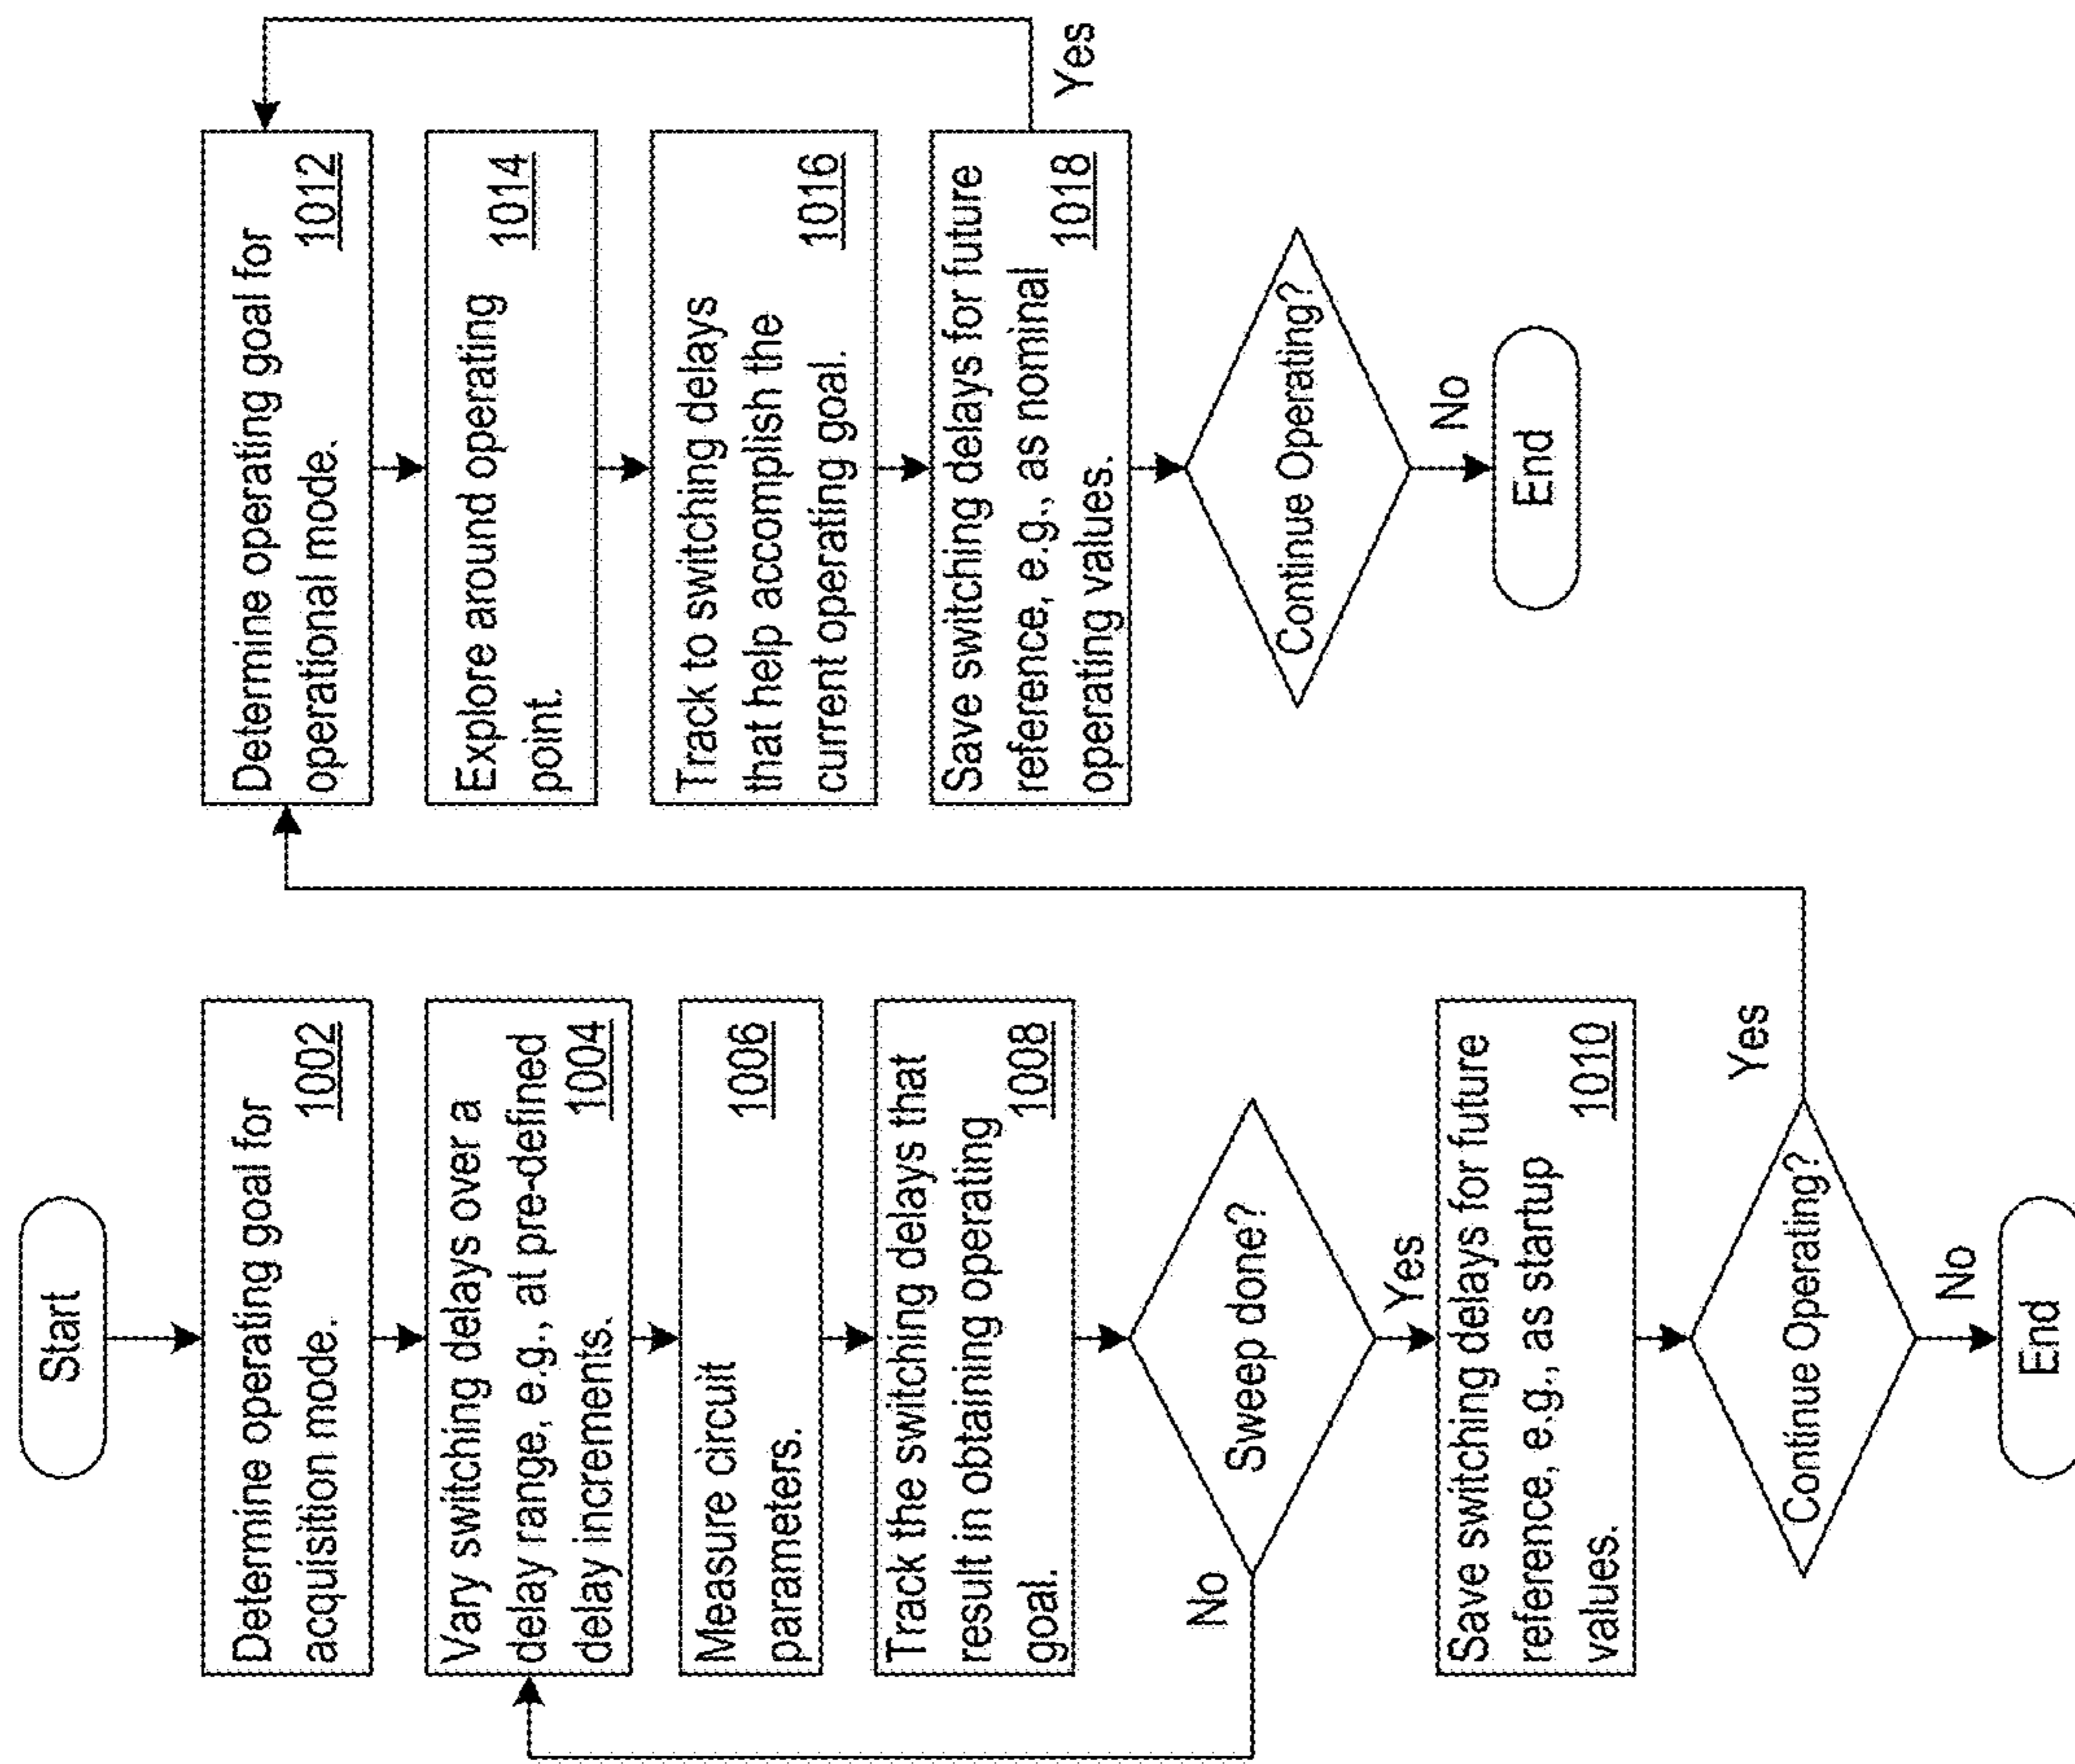 Start
Determine operating goal for
acquisition mode.
1002
Vary switching delays over a
delay range, e.g., at pre-defined
delay increments.
1004
Measure circuit
parameters.
1006
Track the switching delays that
result in obtaining operating
goal.
1008
Sweep done?
No
Yes
Save switching delays for future
reference, e.g., as startup
values.
1010
Continue Operating?
Yes
No
End
Determine operating goal for
operational mode.
1012
Explore around operating
point.
1014
Track to switching delays
that help accomplish the
current operating goal.
1016
Save switching delays for future
reference, e.g., as nominal
operating values.
1018
Yes
Continue Operating?
No
End